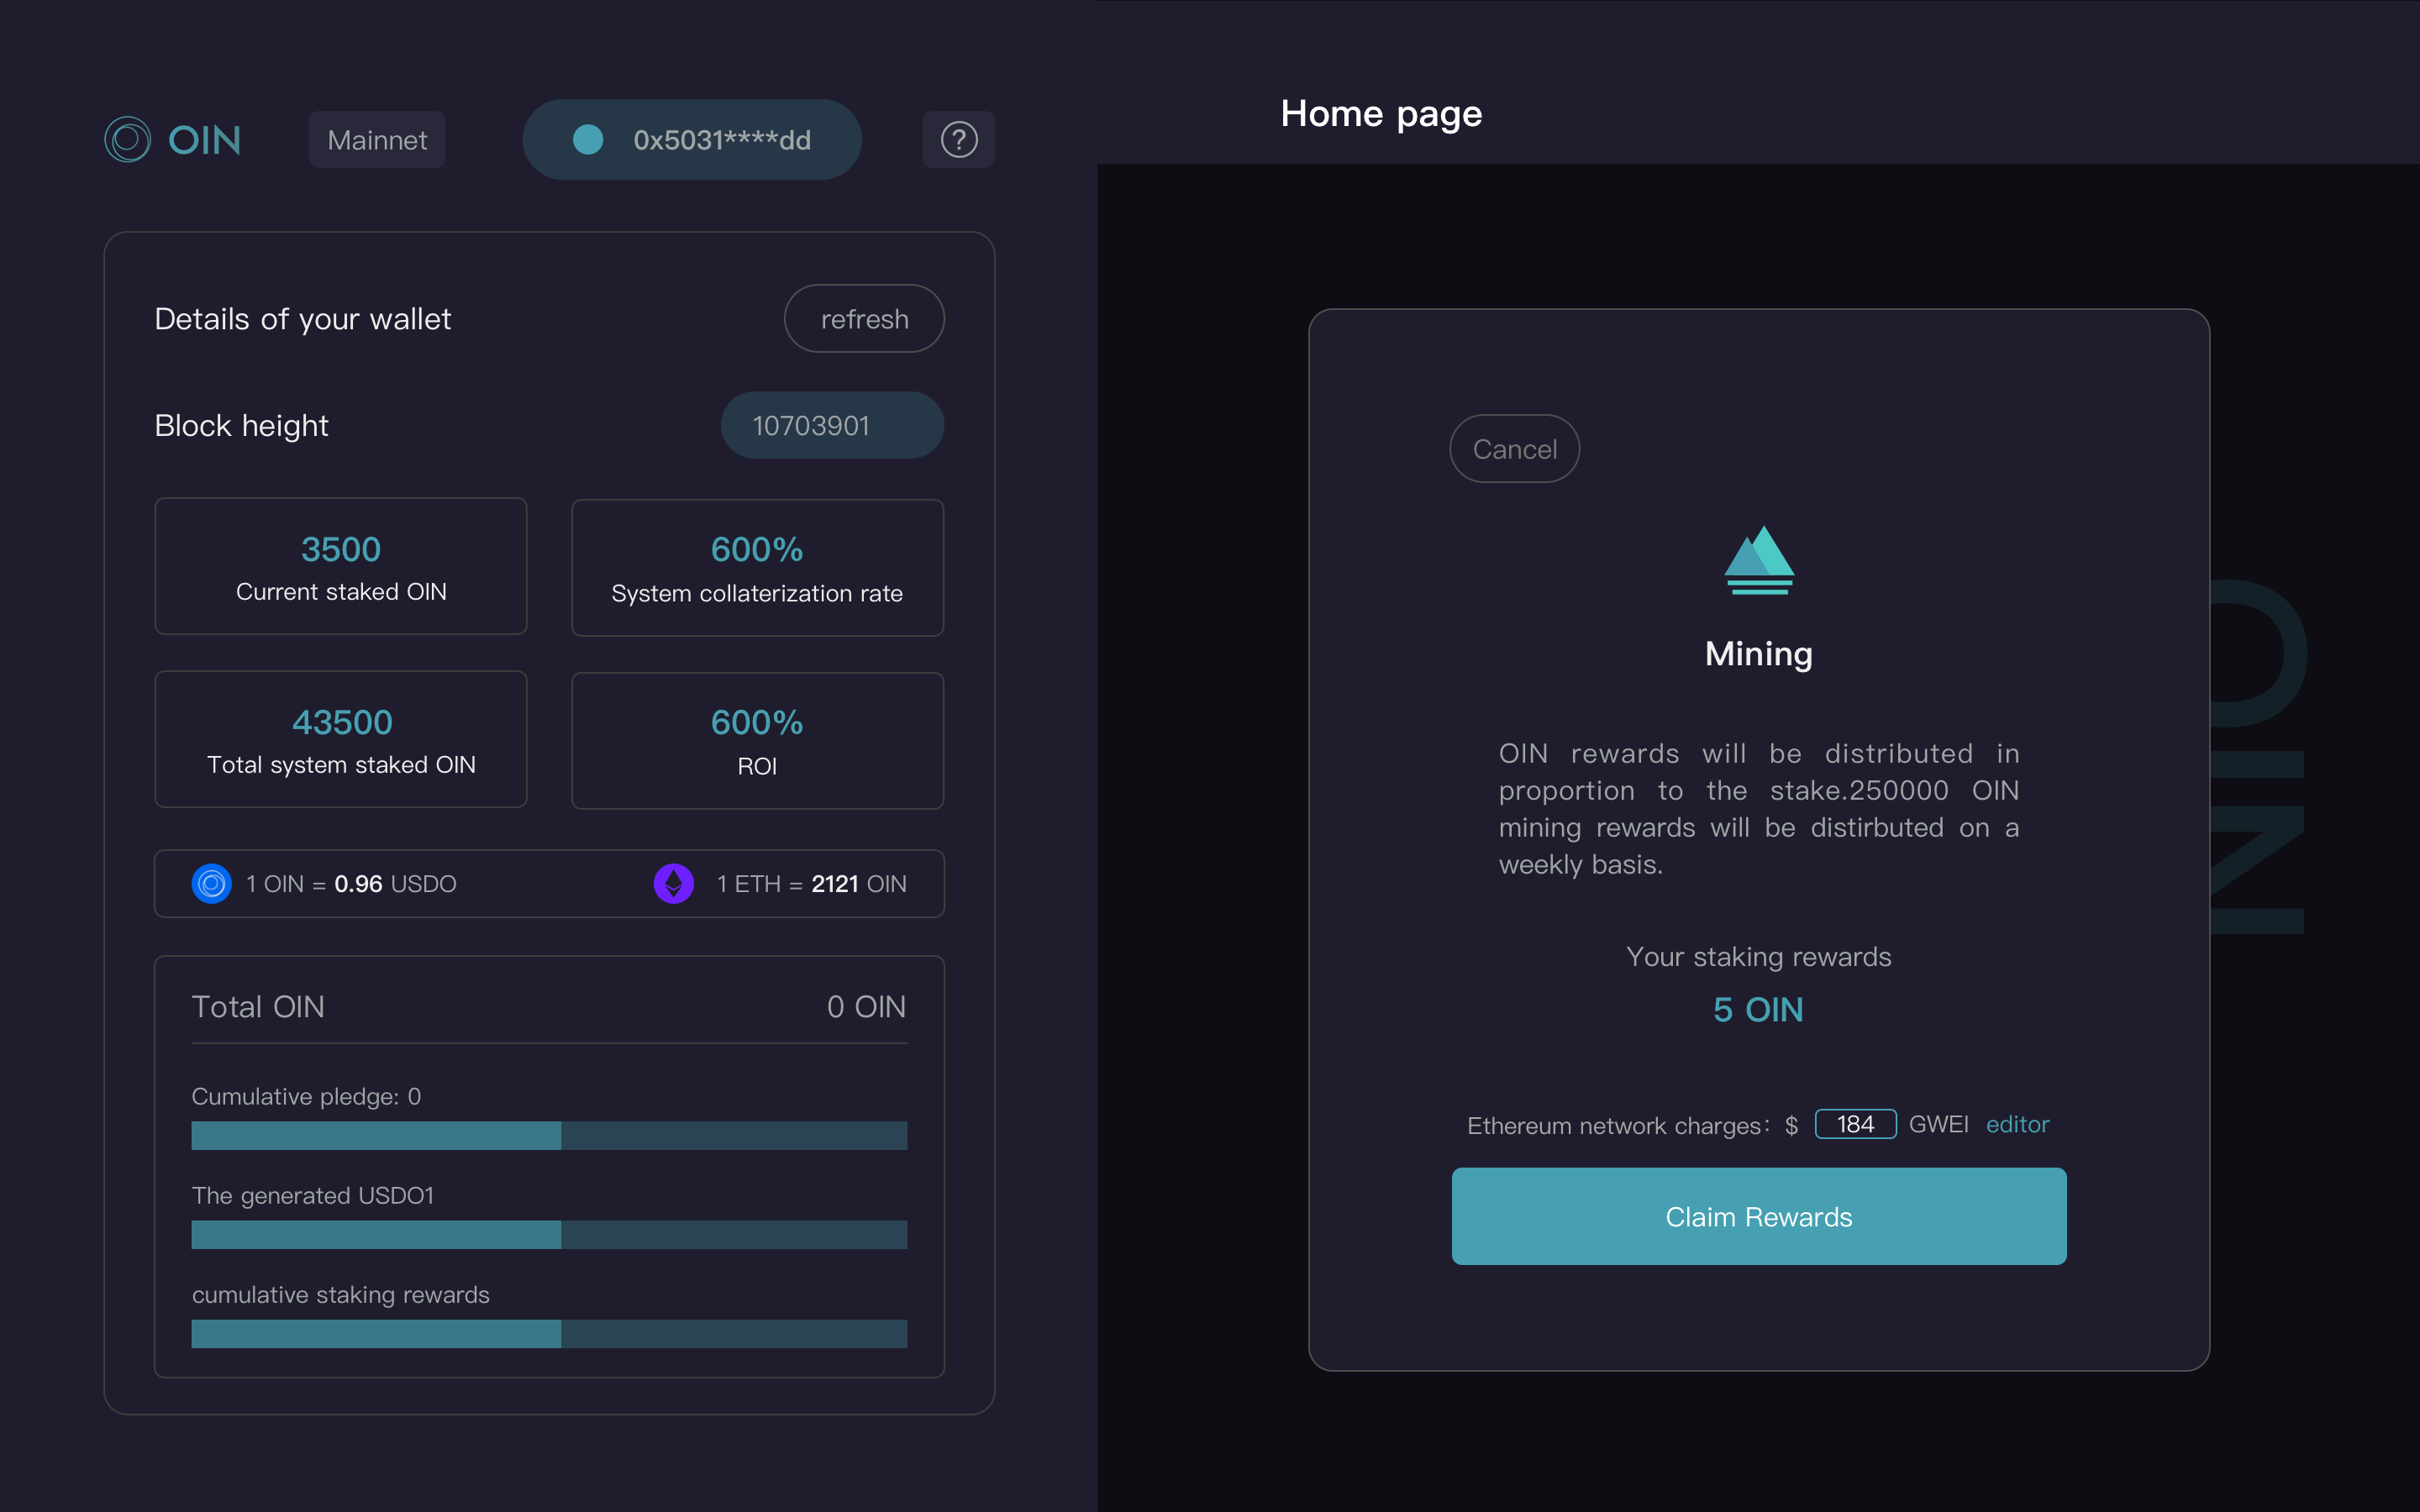 OIN
Mainnet
0x5031****dd
?
Details of your wallet
refresh
Block height
10703901
3500
Current staked OIN
600%
System collaterization rate
43500
Total system staked OIN
600%
ROI
1 OIN = 0.96 USDO
1 ETH = 2121 OIN
Total OIN
0 OIN
Cumulative pledge: 0
The generated USDO1
cumulative staking rewards
Home page
Cancel
Mining
OIN rewards will be distributed in
proportion to the stake.250000 OIN
mining rewards will be distirbuted on a
weekly basis.
Your staking rewards
5 OIN
Ethereum network charges: $ 184 GWEI editor
Claim Rewards
OIN